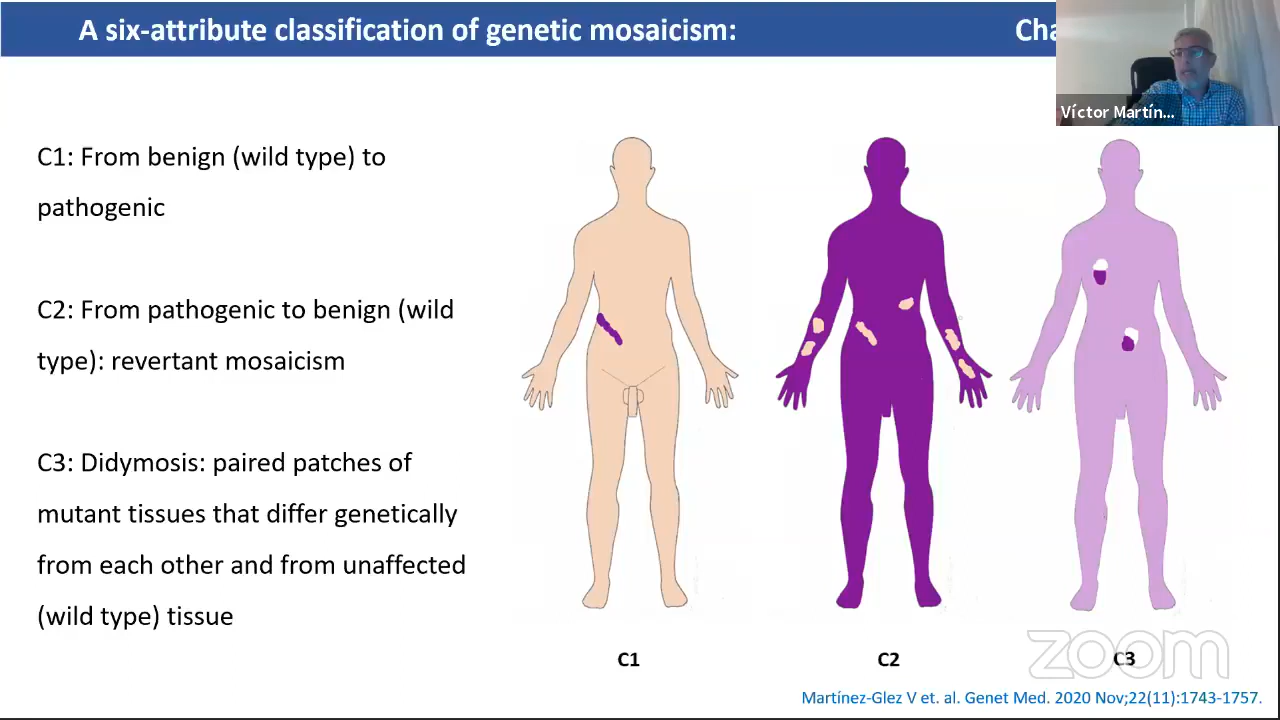 A six-attribute classification of genetic mosaicism:
Víctor Martín...
C1: From benign (wild type) to
pathogenic
C2: From pathogenic to benign (wild
type): revertant mosaicism
C3: Didymosis: paired patches of
mutant tissues that differ genetically
from each other and from unaffected
(wild type) tissue
C1
C2
C3
zoom
Martínez-Glez V et. al. Genet Med. 2020 Nov;22(11):1743-1757.